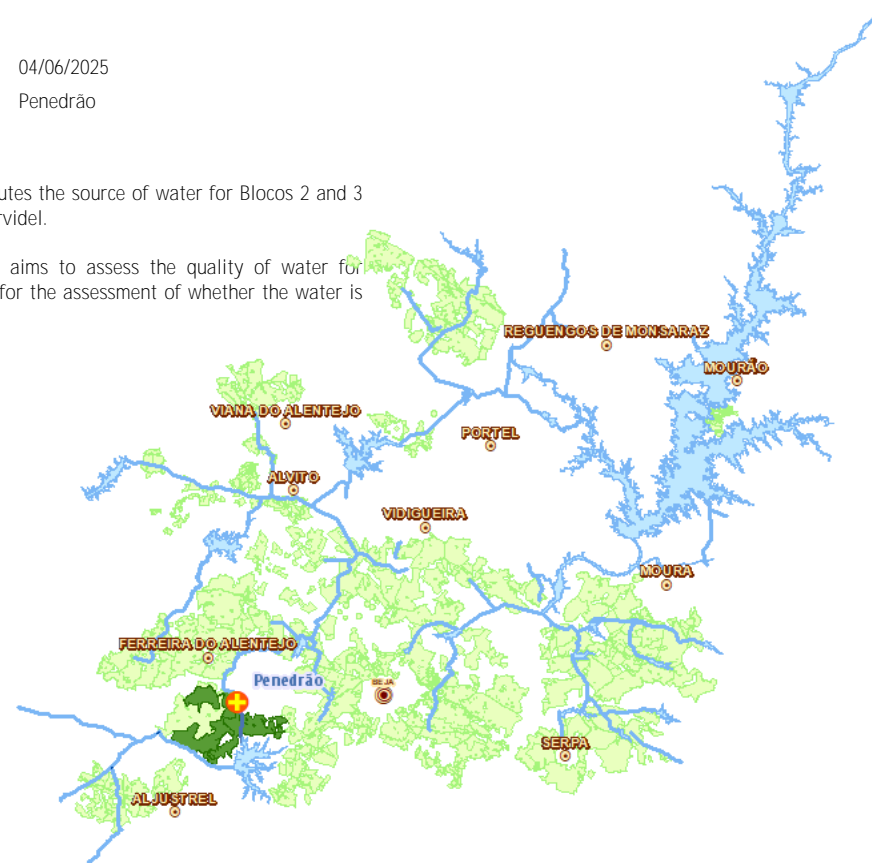 04/06/2025
Penedrão
utes the source of water for Blocos 2 and 3
rvidel.
aims to assess the quality of water for
for the assessment of whether the water is
REGUENGOS DE MONSARAZ
MOURÃO
VIANA DO ALENTEJO
PORTEL
ALVITO
VIDIGUEIRA
MOURA
FERREIRA DO ALENTEJO
Penedrão
BEJA
SERPA
ALJUSTREL